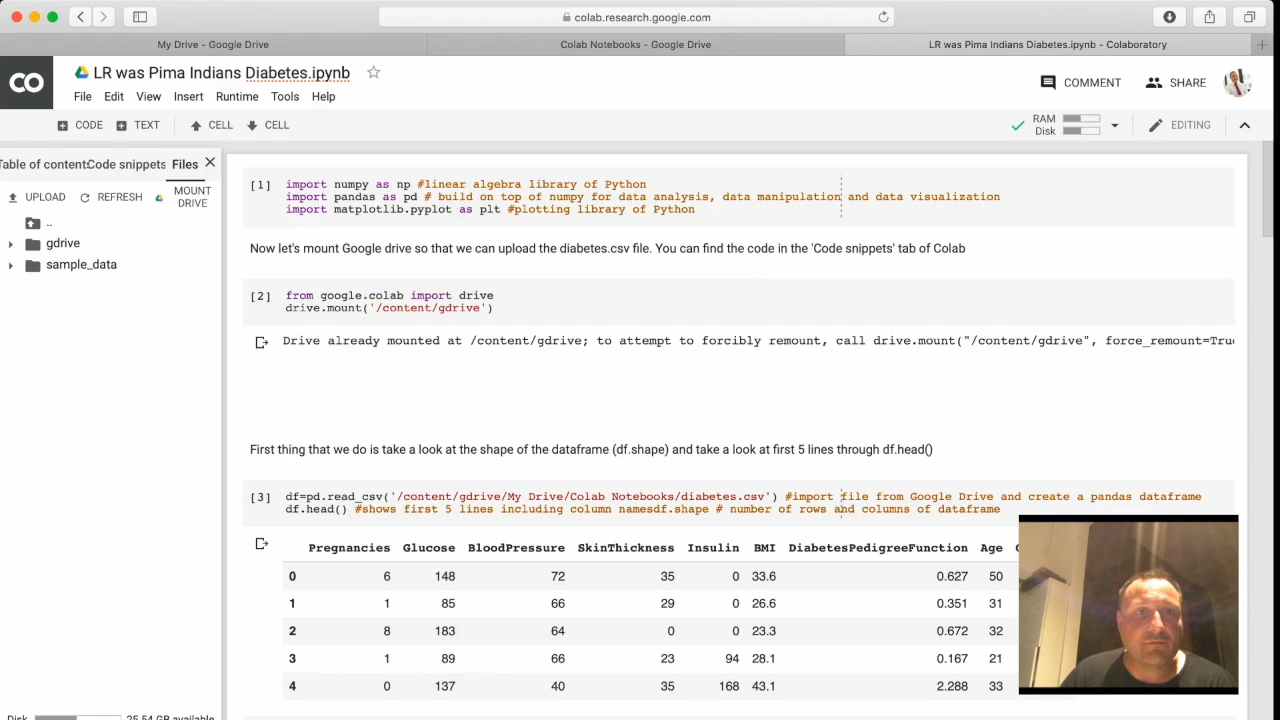 colab.research.google.com
My Drive - Google Drive
Colab Notebooks - Google Drive
LR was Pima Indians Diabetes.ipynb - Colaboratory
CO
LR was Pima Indians Diabetes.ipynb
COMMENT
SHARE
File Edit View Insert Runtime Tools Help
CODE TEXT CELL CELL
RAM
Disk
EDITING
Table of content Code snippets Files
UPLOAD REFRESH MOUNT DRIVE
..
gdrive
sample_data
[1] import numpy as np #linear algebra library of Python
import pandas as pd # build on top of numpy for data analysis, data manipulation and data visualization
import matplotlib.pyplot as plt #plotting library of Python
Now let's mount Google drive so that we can upload the diabetes.csv file. You can find the code in the 'Code snippets' tab of Colab
[2] from google.colab import drive
drive.mount('/content/gdrive')
Drive already mounted at /content/gdrive; to attempt to forcibly remount, call drive.mount("/content/gdrive", force_remount=Tru
First thing that we do is take a look at the shape of the dataframe (df.shape) and take a look at first 5 lines through df.head()
[3] df=pd.read_csv('/content/gdrive/My Drive/Colab Notebooks/diabetes.csv') #import file from Google Drive and create a pandas dataframe
df.head() #shows first 5 lines including column namesdf.shape # number of rows and columns of dataframe
Pregnancies Glucose BloodPressure SkinThickness Insulin BMI DiabetesPedigreeFunction Age
0 6 148 72 35 0 33.6 0.627 50
1 1 85 66 29 0 26.6 0.351 31
2 8 183 64 0 0 23.3 0.672 32
3 1 89 66 23 94 28.1 0.167 21
4 0 137 40 35 168 43.1 2.288 33
Disk 25.54 GB available